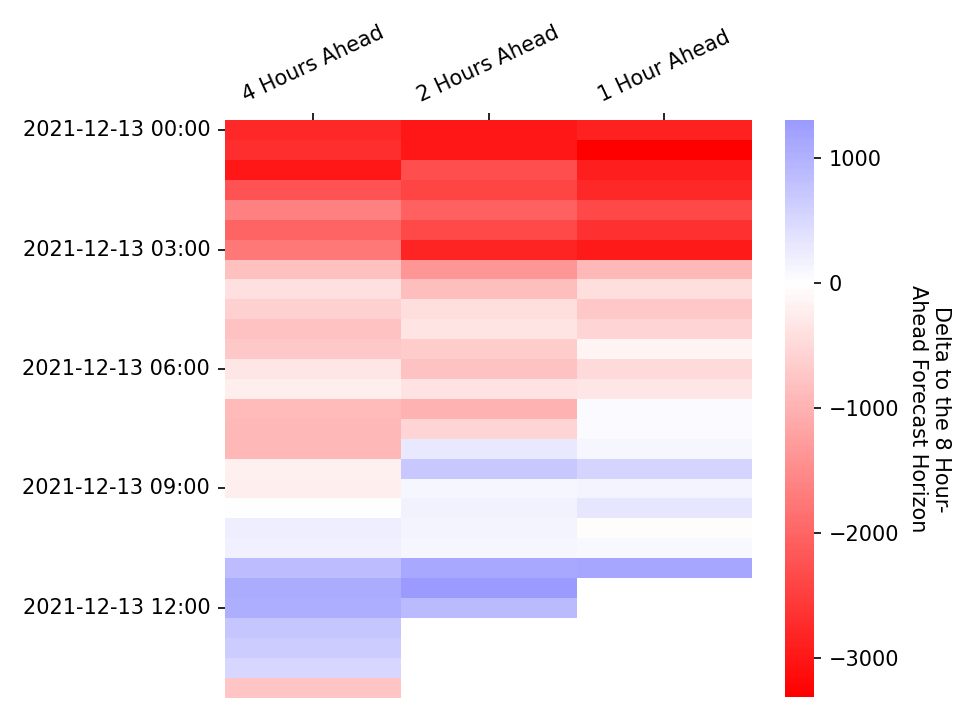 4 Hours Ahead
2 Hours Ahead
1 Hour Ahead
2021-12-13 00:00
2021-12-13 03:00
2021-12-13 06:00
2021-12-13 09:00
2021-12-13 12:00
1000
0
−1000
−2000
−3000
Delta to the 8 Hour-
Ahead Forecast Horizon